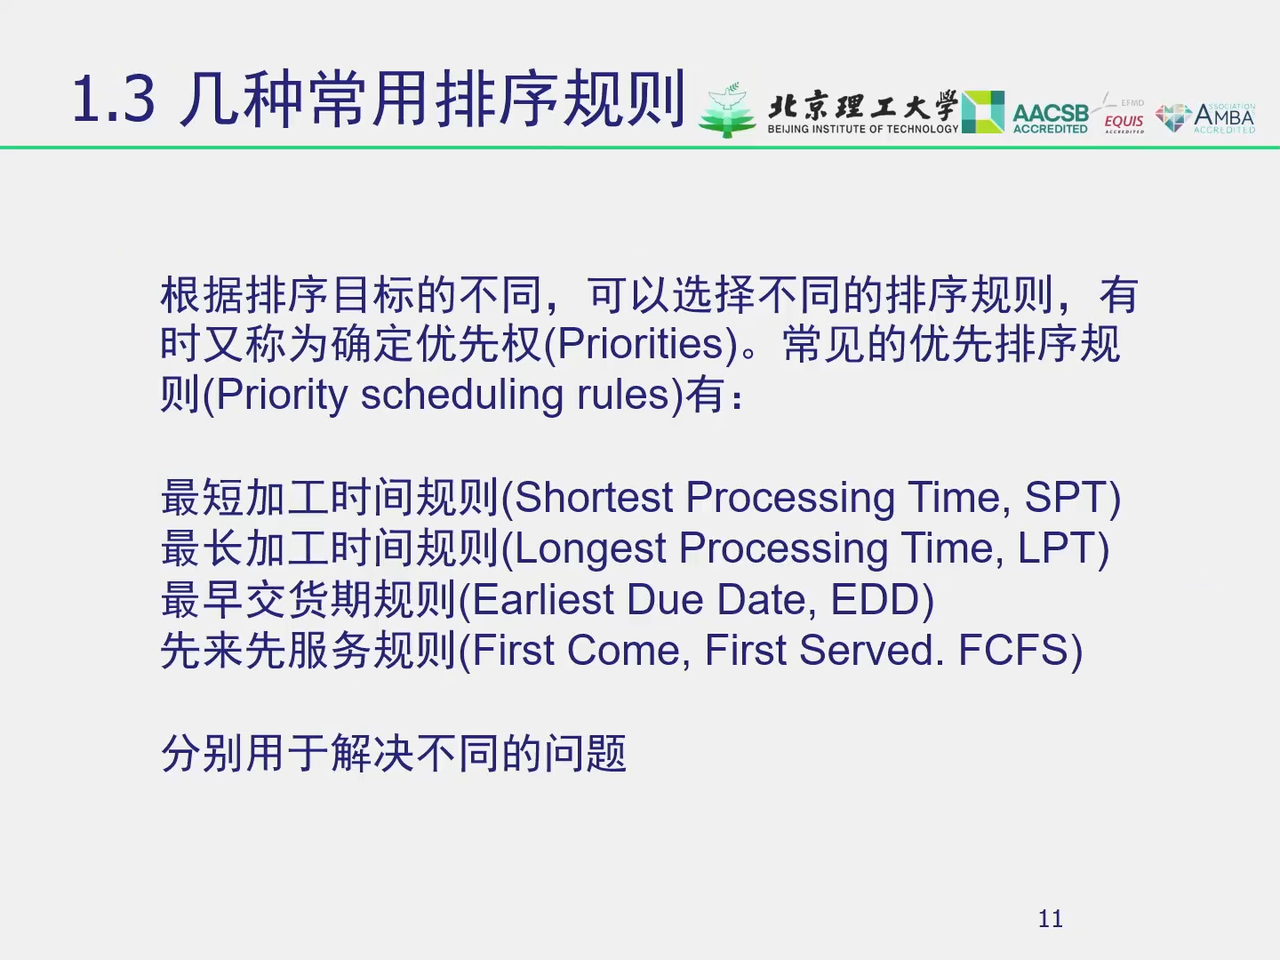 1.3 几种常用排序规则
北京理工大学
BEIJING INSTITUTE OF TECHNOLOGY
AACSB
ACCREDITED
EFMD
EQUIS
ACCREDITED
ASSOCIATION
AMBA
ACCREDITED
根据排序目标的不同，可以选择不同的排序规则，有
时又称为确定优先权(Priorities)。常见的优先排序规
则(Priority scheduling rules)有：
最短加工时间规则(Shortest Processing Time, SPT)
最长加工时间规则(Longest Processing Time, LPT)
最早交货期规则(Earliest Due Date, EDD)
先来先服务规则(First Come, First Served. FCFS)
分别用于解决不同的问题
11